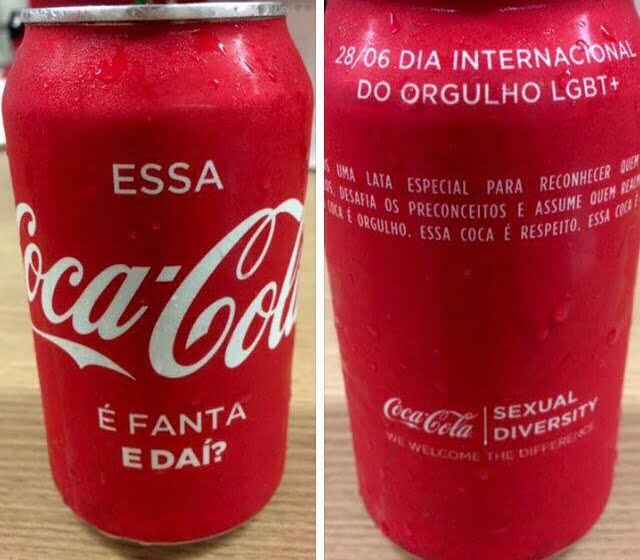 ESSA
Coca-Cola
É FANTA
E DAÍ?
28/06 DIA INTERNACIONAL
DO ORGULHO LGBT+
UMA LATA ESPECIAL PARA RECONHECER QUEM
DESAFIA OS PRECONCEITOS E ASSUME QUEM
COCA É ORGULHO. ESSA COCA É RESPEITO. ESSA COCA É
Coca-Cola
SEXUAL
DIVERSITY
WE WELCOME THE DIFFERENCE